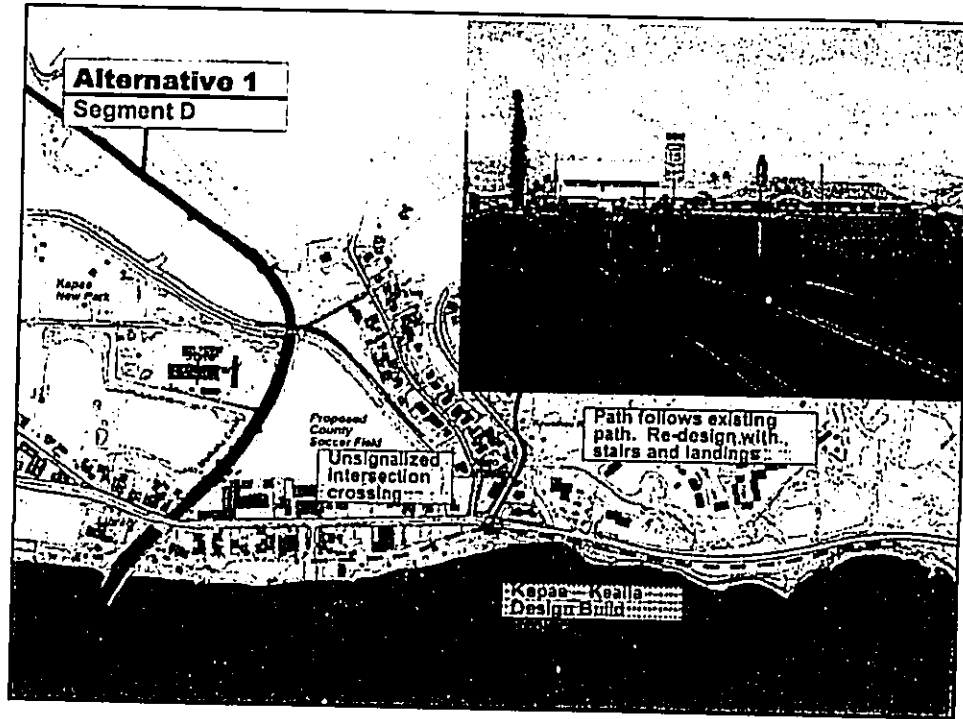 Alternative 1
Segment D
Kapaa
New Park
Proposed
County
Soccer Field
Unsignalized
intersection
crossing
Path follows existing
path. Re-design with
stairs and landings
Library
Kapaa - Kealia
Design Build